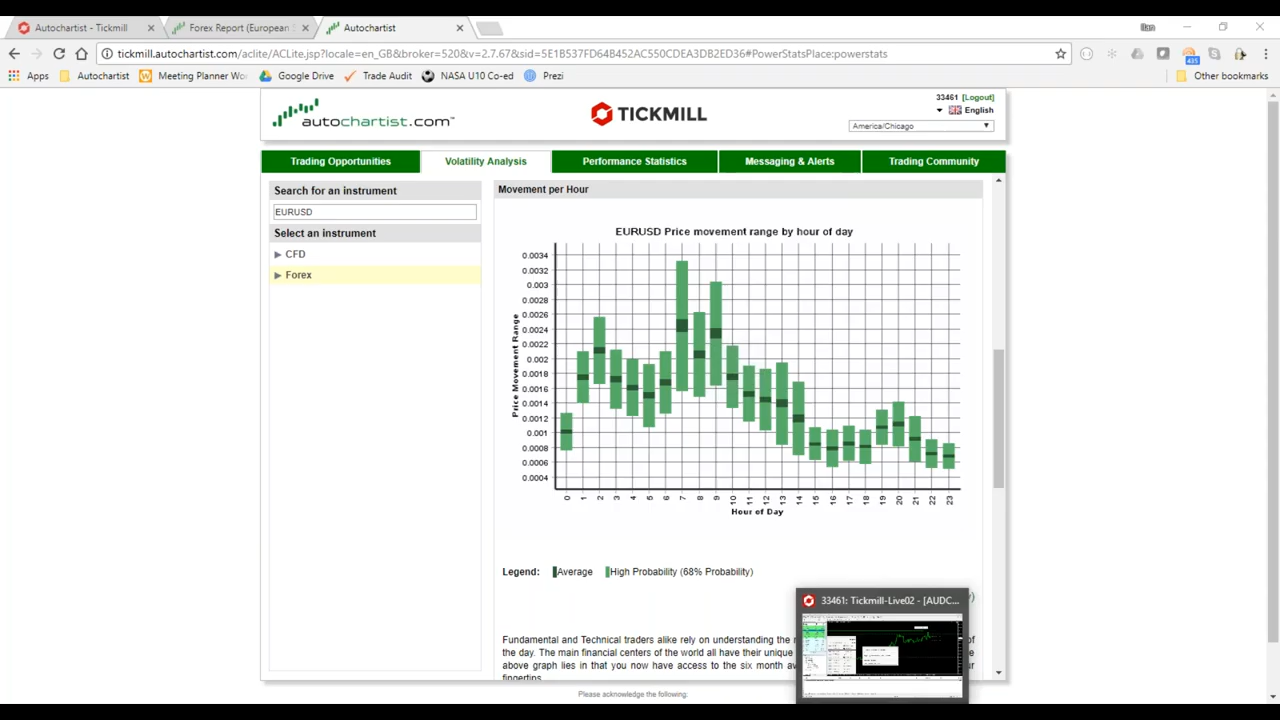 Autochartist - Tickmill
Forex Report (European S
Autochartist
tickmill.autochartist.com/aclite/ACLite.jsp?locale=en_GB&broker=520&v=2.7.67&sid=5E1B537FD64B452AC550CDEA3DB2ED36#PowerStatsPlace:powerstats
435
Apps Autochartist Meeting Planner Wo Google Drive Trade Audit NASA U10 Co-ed Prezi Other bookmarks
autochartist.com™
TICKMILL
33461 [Logout]
English
America/Chicago
Trading Opportunities Volatility Analysis Performance Statistics Messaging & Alerts Trading Community
Search for an instrument
EURUSD
Select an instrument
CFD
Forex
Movement per Hour
EURUSD Price movement range by hour of day
Price Movement Range
0.0034
0.0032
0.003
0.0028
0.0026
0.0024
0.0022
0.002
0.0018
0.0016
0.0014
0.0012
0.001
0.0008
0.0006
0.0004
0 1 2 3 4 5 6 7 8 9 10 11 12 13 14 15 16 17 18 19 20 21 22 23
Hour of Day
Legend: Average High Probability (68% Probability)
33461: Tickmill-Live02 - [AUDC...
Fundamental and Technical traders alike rely on understanding the
of
the day. The main financial centers of the world all have their unique
above graph lies in that you now have access to the six month
fingertips.
Please acknowledge the following: